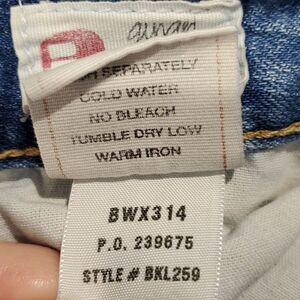 SEPARATELY
COLD WATER
NO BLEACH
TUMBLE DRY LOW
WARM IRON
BWX314
P.O. 239675
STYLE # BKL259